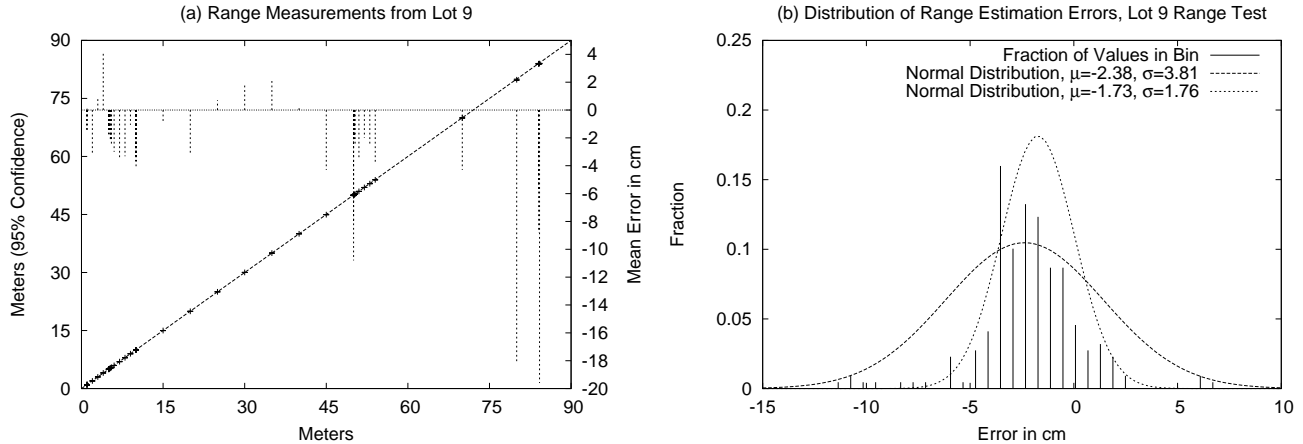 (a) Range Measurements from Lot 9
Meters (95% Confidence)
90
75
60
45
30
15
0
0 15 30 45 60 75 90
Meters
4
2
0
-2
-4
-6
-8
-10
-12
-14
-16
-18
-20
Mean Error in cm
(b) Distribution of Range Estimation Errors, Lot 9 Range Test
Fraction of Values in Bin
Normal Distribution, μ=-2.38, σ=3.81
Normal Distribution, μ=-1.73, σ=1.76
Fraction
0.25
0.2
0.15
0.1
0.05
0
-15 -10 -5 0 5 10
Error in cm